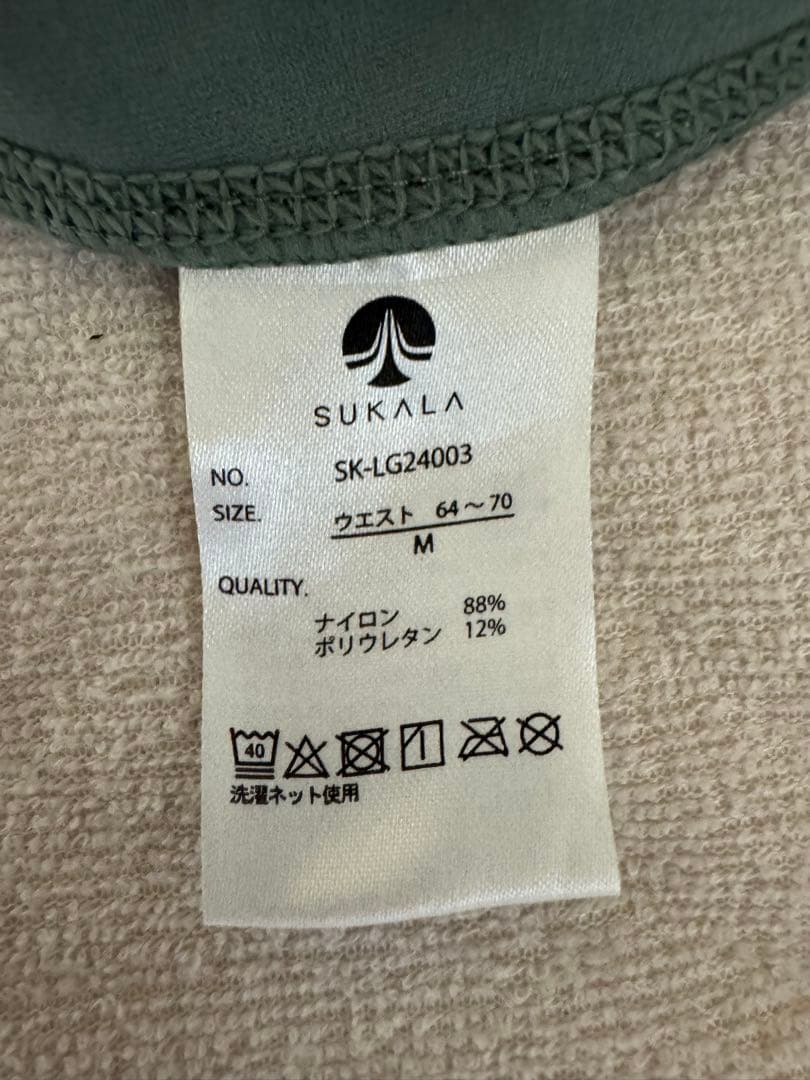 SUKALA
NO. SK-LG24003
SIZE. ウエスト 64～70
M
QUALITY.
ナイロン 88%
ポリウレタン 12%
40
洗濯ネット使用